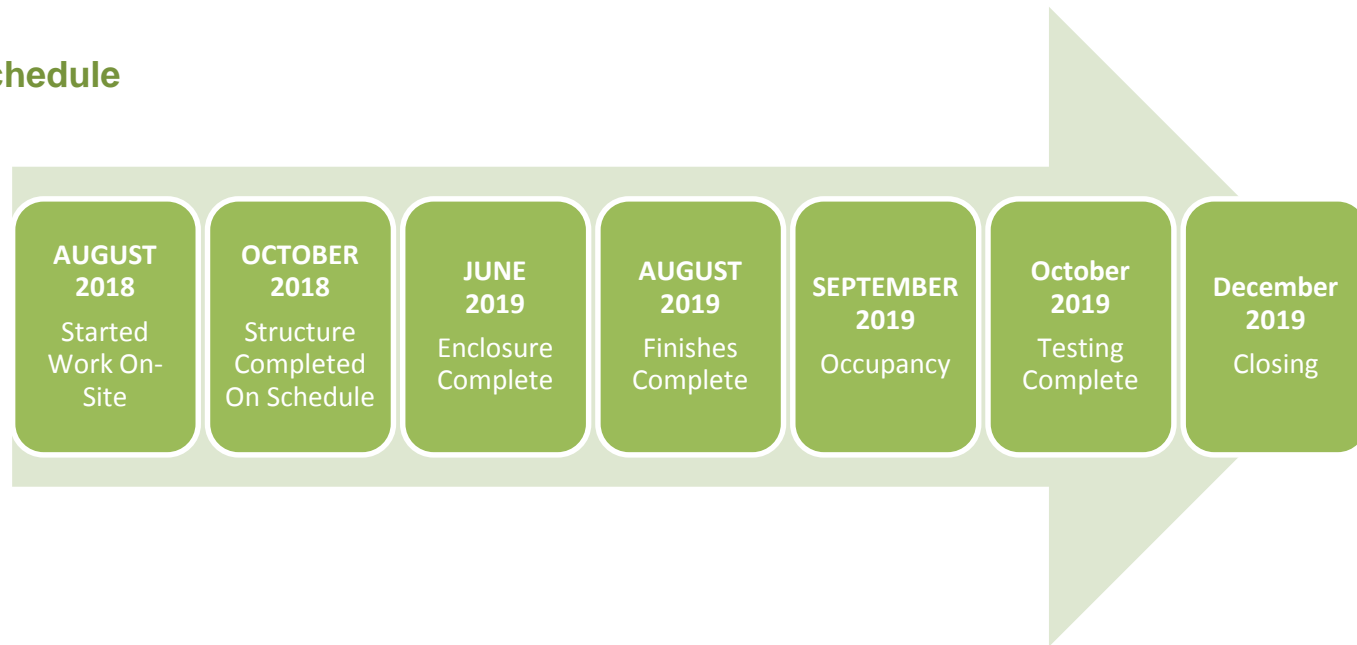 chedule
AUGUST
2018
Started
Work On-
Site
OCTOBER
2018
Structure
Completed
On Schedule
JUNE
2019
Enclosure
Complete
AUGUST
2019
Finishes
Complete
SEPTEMBER
2019
Occupancy
October
2019
Testing
Complete
December
2019
Closing